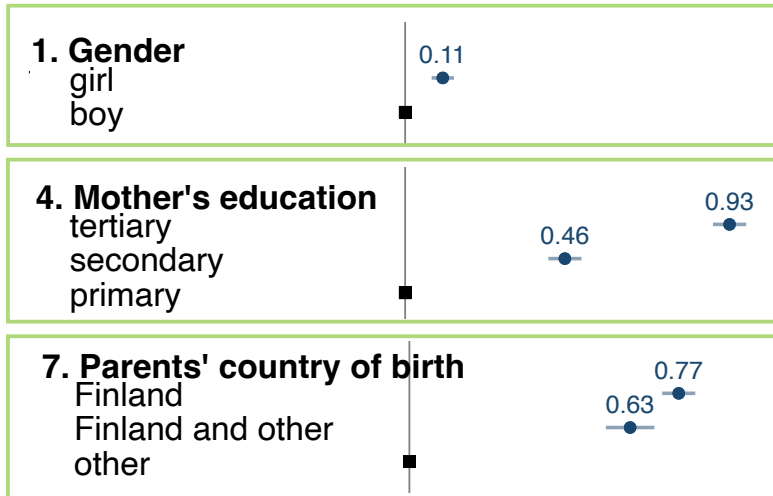 1. Gender
0.11
girl
boy
4. Mother's education
0.93
tertiary
0.46
secondary
primary
7. Parents' country of birth
0.77
Finland
0.63
Finland and other
other